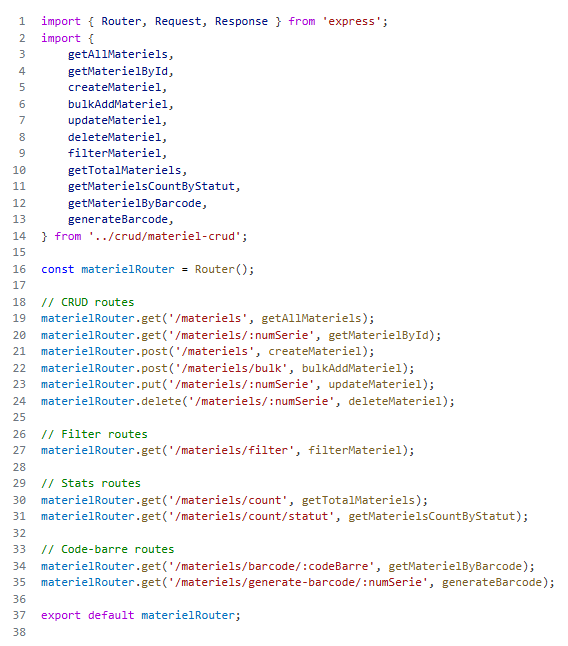 1 import { Router, Request, Response } from 'express';
2 import {
3     getAllMateriels,
4     getMaterielById,
5     createMateriel,
6     bulkAddMateriel,
7     updateMateriel,
8     deleteMateriel,
9     filterMateriel,
10     getTotalMateriels,
11     getMaterielsCountByStatut,
12     getMaterielByBarcode,
13     generateBarcode,
14 } from '../crud/materiel-crud';
15
16 const materielRouter = Router();
17
18 // CRUD routes
19 materielRouter.get('/materiels', getAllMateriels);
20 materielRouter.get('/materiels/:numSerie', getMaterielById);
21 materielRouter.post('/materiels', createMateriel);
22 materielRouter.post('/materiels/bulk', bulkAddMateriel);
23 materielRouter.put('/materiels/:numSerie', updateMateriel);
24 materielRouter.delete('/materiels/:numSerie', deleteMateriel);
25
26 // Filter routes
27 materielRouter.get('/materiels/filter', filterMateriel);
28
29 // Stats routes
30 materielRouter.get('/materiels/count', getTotalMateriels);
31 materielRouter.get('/materiels/count/statut', getMaterielsCountByStatut);
32
33 // Code-barre routes
34 materielRouter.get('/materiels/barcode/:codeBarre', getMaterielByBarcode);
35 materielRouter.get('/materiels/generate-barcode/:numSerie', generateBarcode);
36
37 export default materielRouter;
38